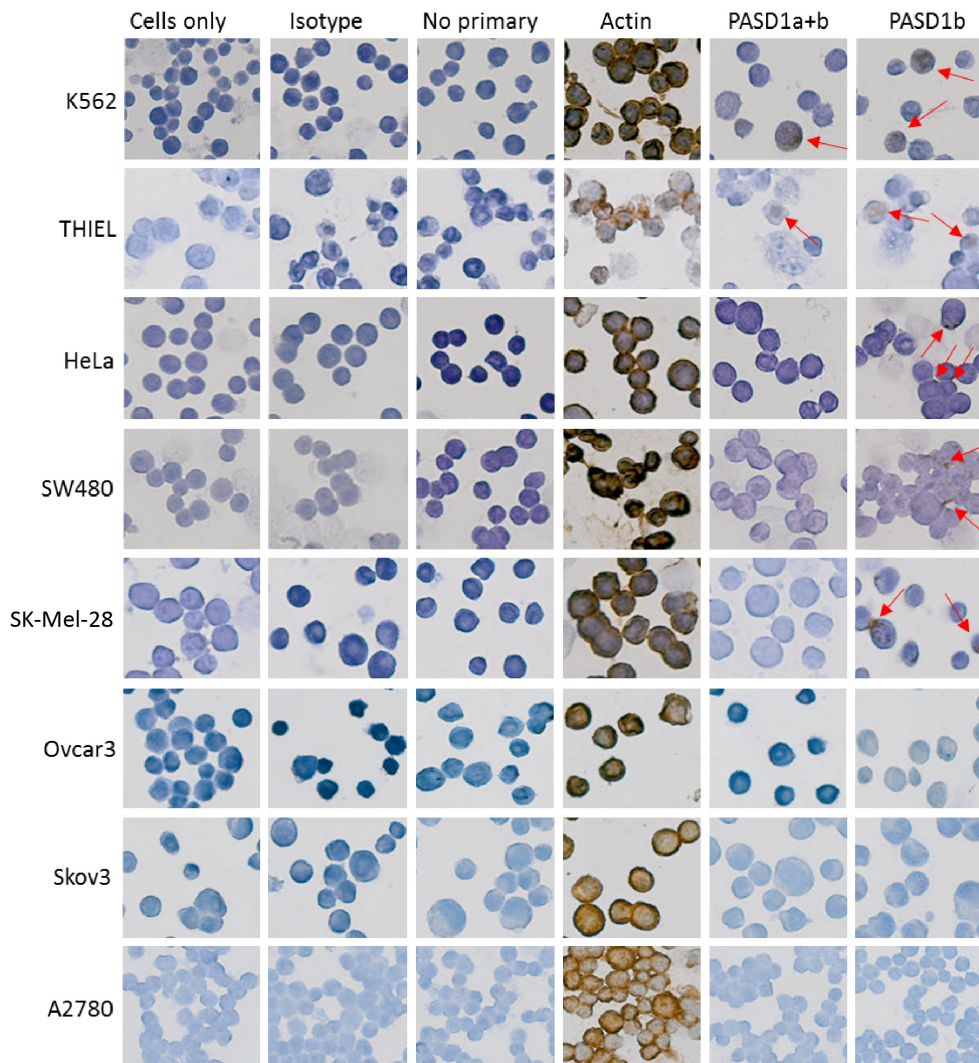 Cells only Isotype No primary Actin PASD1a+b PASD1b
K562
THIEL
HeLa
SW480
SK-Mel-28
Ovcar3
Skov3
A2780